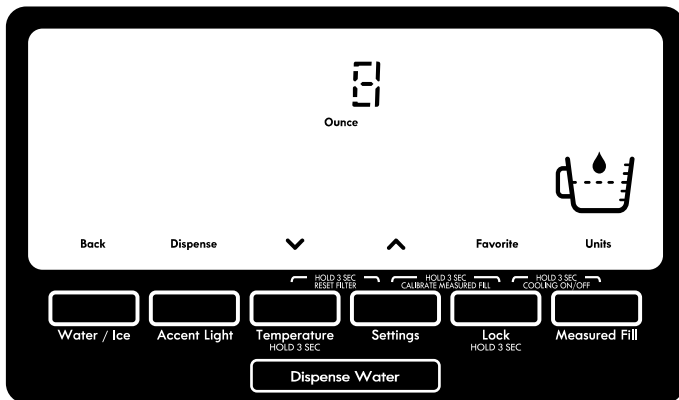 8
Ounce
Back Dispense Favorite Units
HOLD 3 SEC HOLD 3 SEC HOLD 3 SEC
RESET FILTER CALIBRATE MEASURED FILL COOLING ON/OFF
Water / Ice Accent Light Temperature Settings Lock Measured Fill
HOLD 3 SEC HOLD 3 SEC
Dispense Water